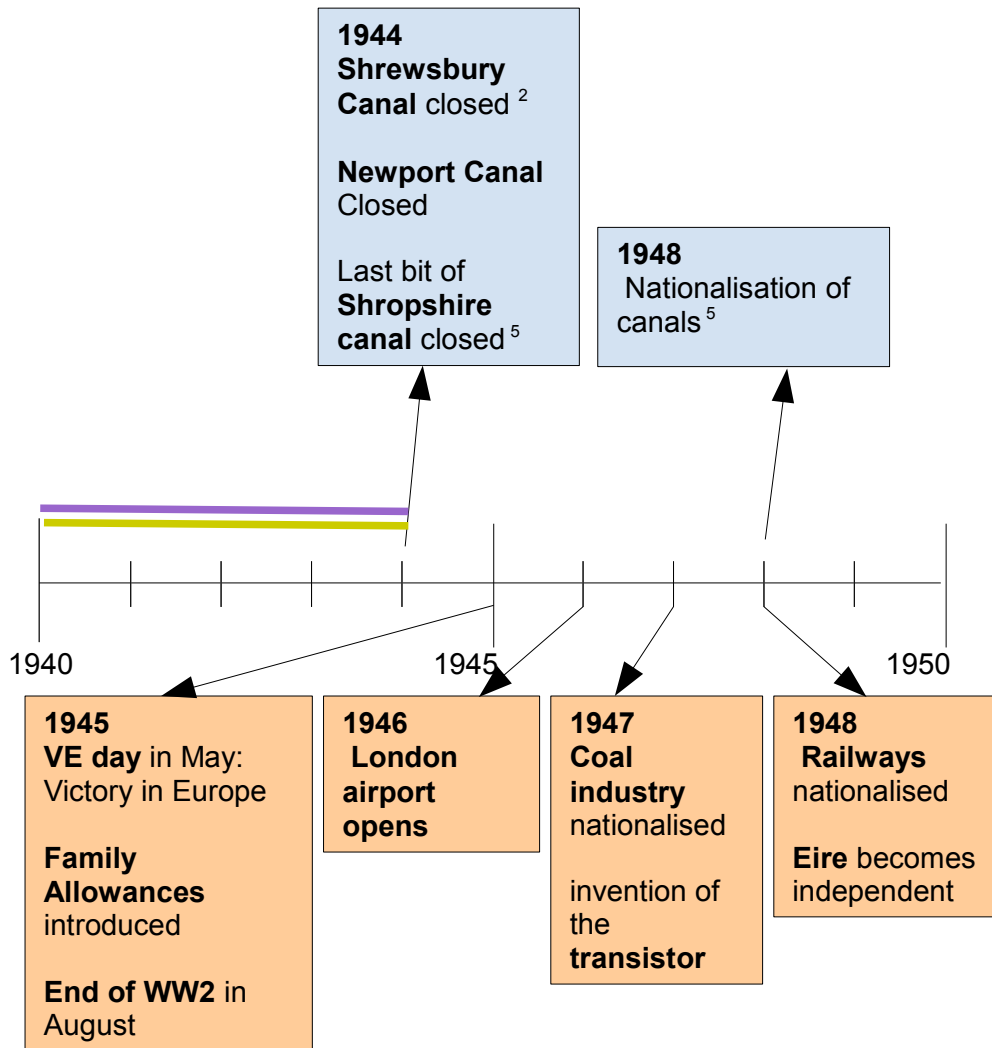 1944
Shrewsbury
Canal closed 2
Newport Canal
Closed
Last bit of
Shropshire
canal closed 5
1948
Nationalisation of
canals 5
1940
1945
1950
1945
VE day in May:
Victory in Europe
Family
Allowances
introduced
End of WW2 in
August
1946
London
airport
opens
1947
Coal
industry
nationalised
invention of
the
transistor
1948
Railways
nationalised
Eire becomes
independent